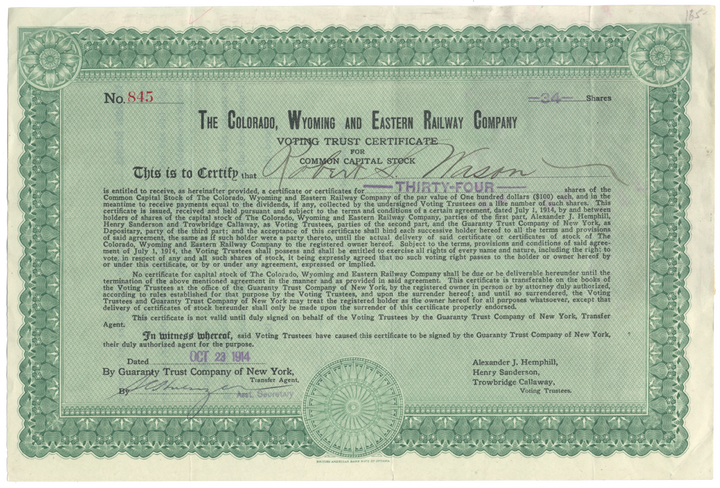 185-
No. 845
—34— Shares
THE COLORADO, WYOMING AND EASTERN RAILWAY COMPANY
VOTING TRUST CERTIFICATE
FOR
COMMON CAPITAL STOCK
This is to Certify that Robert S. Wason
is entitled to receive, as hereinafter provided, a certificate or certificates for —THIRTY-FOUR— shares of the
Common Capital Stock of The Colorado, Wyoming and Eastern Railway Company of the par value of One hundred dollars ($100) each, and in the
meantime to receive payments equal to the dividends, if any, collected by the undersigned Voting Trustees on a like number of such shares. This
certificate is issued, received and held pursuant and subject to the terms and conditions of a certain agreement, dated July 1, 1914, by and between
holders of shares of the capital stock of The Colorado, Wyoming and Eastern Railway Company, parties of the first part, Alexander J. Hemphill,
Henry Sanderson and Trowbridge Callaway, as Voting Trustees, parties of the second part, and the Guaranty Trust Company of New York, as
Depositary, party of the third part; and the acceptance of this certificate shall bind each successive holder hereof to all the terms and provisions
of said agreement, the same as if such holder were a party thereto, until the actual delivery of said certificate or certificates of stock of The
Colorado, Wyoming and Eastern Railway Company to the registered owner hereof. Subject to the terms, provisions and conditions of said agree-
ment of July 1, 1914, the Voting Trustees shall possess and shall be entitled to exercise all rights of every name and nature, including the right to
vote, in respect of any and all such shares of stock, it being expressly agreed that no such voting right passes to the holder or owner hereof by
or under this certificate, or by or under any agreement, expressed or implied.
No certificate for capital stock of The Colorado, Wyoming and Eastern Railway Company shall be due or be deliverable hereunder until the
termination of the above mentioned agreement in the manner and as provided in said agreement. This certificate is transferable on the books of
the Voting Trustees at the office of the Guaranty Trust Company of New York, by the registered owner in person or by attorney duly authorized,
according to rules established for that purpose by the Voting Trustees, and on the surrender hereof; and until so surrendered, the Voting
Trustees and Guaranty Trust Company of New York may treat the registered holder as the owner hereof for all purposes whatsoever, except that
delivery of certificates of stock hereunder shall only be made upon the surrender of this certificate properly endorsed.
This certificate is not valid until duly signed on behalf of the Voting Trustees by the Guaranty Trust Company of New York, Transfer
Agent.
In witness whereof, said Voting Trustees have caused this certificate to be signed by the Guaranty Trust Company of New York,
their duly authorized agent for the purpose.
Dated OCT 23 1914
By Guaranty Trust Company of New York,
Transfer Agent.
By
Asst. Secretary
Alexander J. Hemphill,
Henry Sanderson,
Trowbridge Callaway,
Voting Trustees.